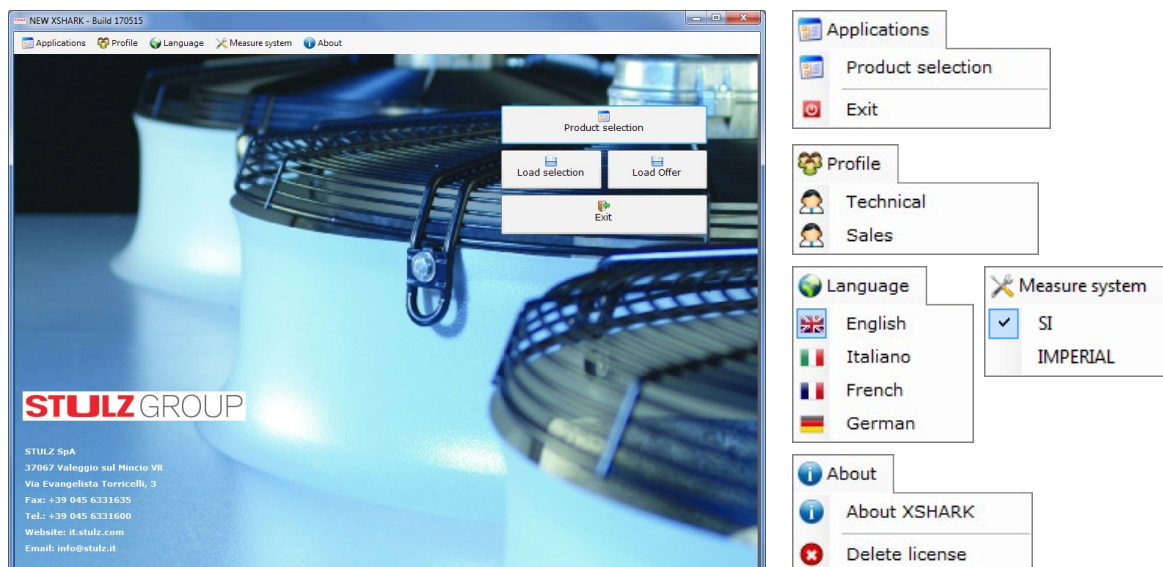 NEW XSHARK - Build 170515
Applications Profile Language Measure system About
Product selection
Load selection Load Offer
Exit
STULZ GROUP
STULZ SpA
37067 Valeggio sul Mincio VR
Via Evangelista Torricelli, 3
Fax: +39 045 6331635
Tel.: +39 045 6331600
Website: it.stulz.com
Email: info@stulz.it
Applications
Product selection
Exit
Profile
Technical
Sales
Language
English
Italiano
French
German
Measure system
SI
IMPERIAL
About
About XSHARK
Delete license